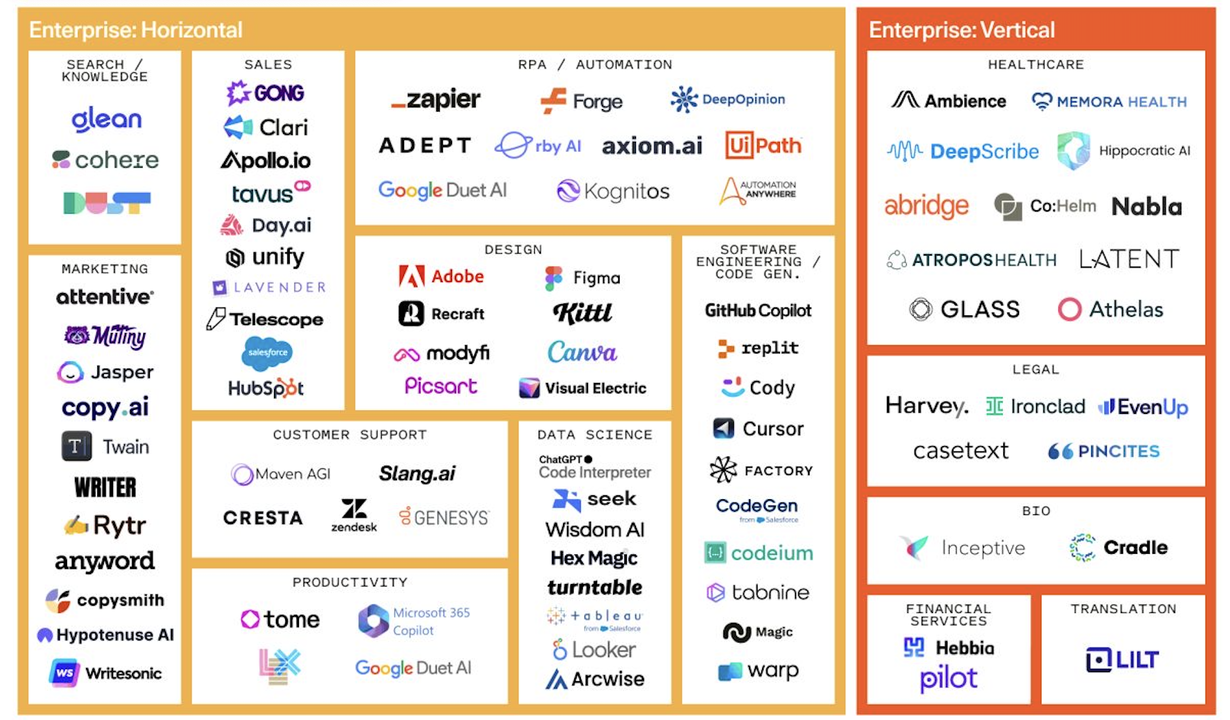 Enterprise: Horizontal
SEARCH /
KNOWLEDGE
glean
cohere
DUST
SALES
GONG
Clari
Apollo.io
tavus
Day.ai
unify
LAVENDER
Telescope
salesforce
HubSpot
RPA / AUTOMATION
_zapier
Forge
DeepOpinion
ADEPT
rby AI
axiom.ai
UiPath
Google Duet AI
Kognitos
AUTOMATION
ANYWHERE
MARKETING
attentive
Mutiny
Jasper
copy.ai
T
Twain
WRITER
Rytr
anyword
copysmith
Hypotenuse AI
ws
Writesonic
DESIGN
Adobe
Figma
Recraft
Kittl
modyfi
Canva
Picsart
Visual Electric
SOFTWARE
ENGINEERING /
CODE GEN.
GitHub Copilot
replit
Cody
Cursor
FACTORY
CodeGen
from Salesforce
{...} codeium
tabnine
Magic
warp
CUSTOMER SUPPORT
Maven AGI
Slang.ai
CRESTA
zendesk
GENESYS
DATA SCIENCE
ChatGPT
Code Interpreter
seek
Wisdom AI
Hex Magic
turntable
+ableau
from Salesforce
Looker
Arcwise
PRODUCTIVITY
tome
Microsoft 365
Copilot
LEX
Google Duet AI
Enterprise: Vertical
HEALTHCARE
Ambience
MEMORA HEALTH
DeepScribe
Hippocratic AI
abridge
Co:Helm
Nabla
ATROPOS HEALTH
LATENT
GLASS
Athelas
LEGAL
Harvey.
Ironclad
EvenUp
casetext
PINCITES
BIO
Inceptive
Cradle
FINANCIAL
SERVICES
Hebbia
pilot
TRANSLATION
LILT